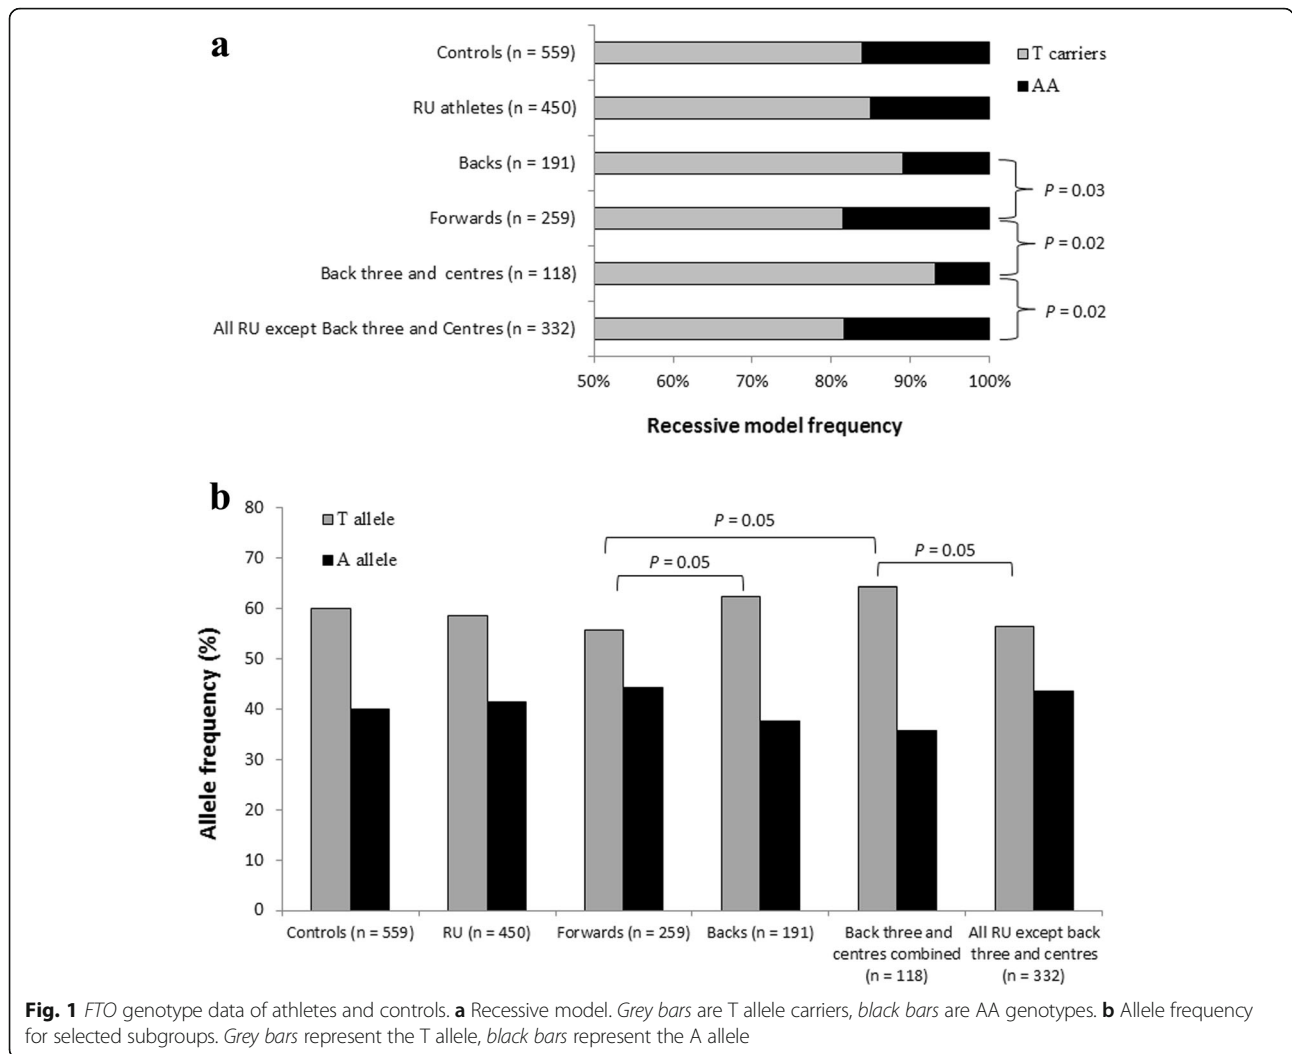 a
Controls (n = 559)
RU athletes (n = 450)
Backs (n = 191)
Forwards (n = 259)
Back three and centres (n = 118)
All RU except Back three and Centres (n = 332)
T carriers
AA
P = 0.03
P = 0.02
P = 0.02
50% 60% 70% 80% 90% 100%
Recessive model frequency
b
T allele
A allele
P = 0.05
P = 0.05
P = 0.05
Allele frequency (%)
80
70
60
50
40
30
20
10
0
Controls (n = 559)
RU (n = 450)
Forwards (n = 259)
Backs (n = 191)
Back three and
centres combined
(n = 118)
All RU except back
three and centres
(n = 332)
Fig. 1 FTO genotype data of athletes and controls. a Recessive model. Grey bars are T allele carriers, black bars are AA genotypes. b Allele frequency
for selected subgroups. Grey bars represent the T allele, black bars represent the A allele